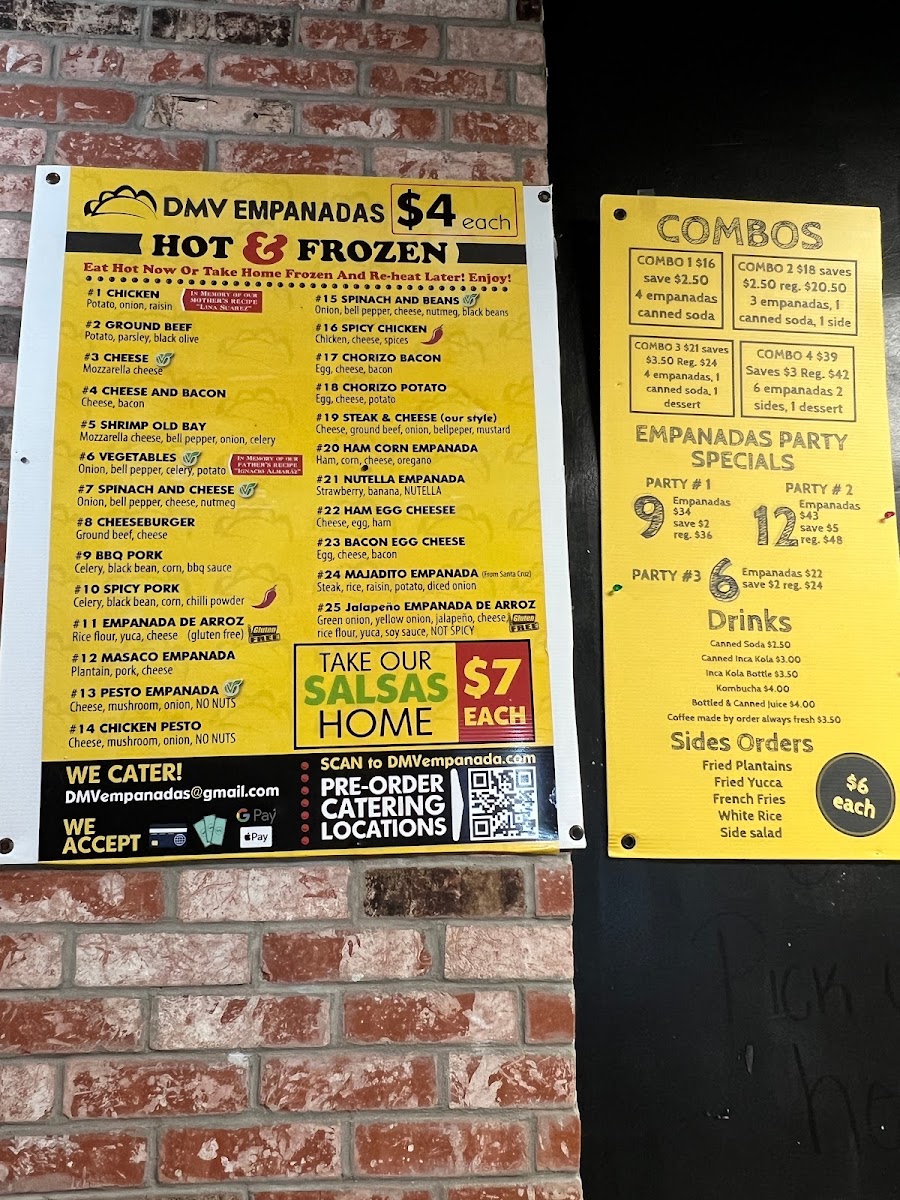 DMV EMPANADAS $4 each
HOT & FROZEN
Eat Hot Now Or Take Home Frozen And Re-heat Later! Enjoy!
#1 CHICKEN
Potato, onion, raisin
IN MEMORY OF OUR
MOTHER'S RECIPE
"LINA SUAREZ"
#2 GROUND BEEF
Potato, parsley, black olive
#3 CHEESE
Mozzarella cheese
#4 CHEESE AND BACON
Cheese, bacon
#5 SHRIMP OLD BAY
Mozzarella cheese, bell pepper, onion, celery
#6 VEGETABLES
Onion, bell pepper, celery, potato
IN MEMORY OF OUR
FATHER'S RECIPE
"IGNACIO ALMARÁZ"
#7 SPINACH AND CHEESE
Onion, bell pepper, cheese, nutmeg
#8 CHEESEBURGER
Ground beef, cheese
#9 BBQ PORK
Celery, black bean, corn, bbq sauce
#10 SPICY PORK
Celery, black bean, corn, chilli powder
#11 EMPANADA DE ARROZ
Rice flour, yuca, cheese (gluten free)
Gluten
FREE
#12 MASACO EMPANADA
Plantain, pork, cheese
#13 PESTO EMPANADA
Cheese, mushroom, onion, NO NUTS
#14 CHICKEN PESTO
Cheese, mushroom, onion, NO NUTS
#15 SPINACH AND BEANS
Onion, bell pepper, cheese, nutmeg, black beans
#16 SPICY CHICKEN
Chicken, cheese, spices
#17 CHORIZO BACON
Egg, cheese, bacon
#18 CHORIZO POTATO
Egg, cheese, potato
#19 STEAK & CHEESE (our style)
Cheese, ground beef, onion, bellpeper, mustard
#20 HAM CORN EMPANADA
Ham, corn, cheese, oregano
#21 NUTELLA EMPANADA
Strawberry, banana, NUTELLA
#22 HAM EGG CHEESEE
Cheese, egg, ham
#23 BACON EGG CHEESE
Egg, cheese, bacon
#24 MAJADITO EMPANADA (From Santa Cruz)
Steak, rice, raisin, potato, diced onion
#25 Jalapeño EMPANADA DE ARROZ
Green onion, yellow onion, jalapeño, cheese,
rice flour, yuca, soy sauce, NOT SPICY
Gluten
FREE
TAKE OUR
SALSAS
HOME
$7
EACH
WE CATER!
DMVempanadas@gmail.com
WE
ACCEPT
G Pay
Pay
SCAN to DMVempanada.com
PRE-ORDER
CATERING
LOCATIONS
COMBOS
COMBO 1 $16
save $2.50
4 empanadas
canned soda
COMBO 2 $18 saves
$2.50 reg. $20.50
3 empanadas, 1
canned soda, 1 side
COMBO 3 $21 saves
$3.50 Reg. $24
4 empanadas, 1
canned soda, 1
dessert
COMBO 4 $39
Saves $3 Reg. $42
6 empanadas 2
sides, 1 dessert
EMPANADAS PARTY
SPECIALS
PARTY # 1
9 Empanadas
$34
save $2
reg. $36
PARTY # 2
12 Empanadas
$43
save $5
reg. $48
PARTY #3 6 Empanadas $22
save $2 reg. $24
Drinks
Canned Soda $2.50
Canned Inca Kola $3.00
Inca Kola Bottle $3.50
Kombucha $4.00
Bottled & Canned Juice $4.00
Coffee made by order always fresh $3.50
Sides Orders
Fried Plantains
Fried Yucca
French Fries
White Rice
Side salad
$6
each
Pick